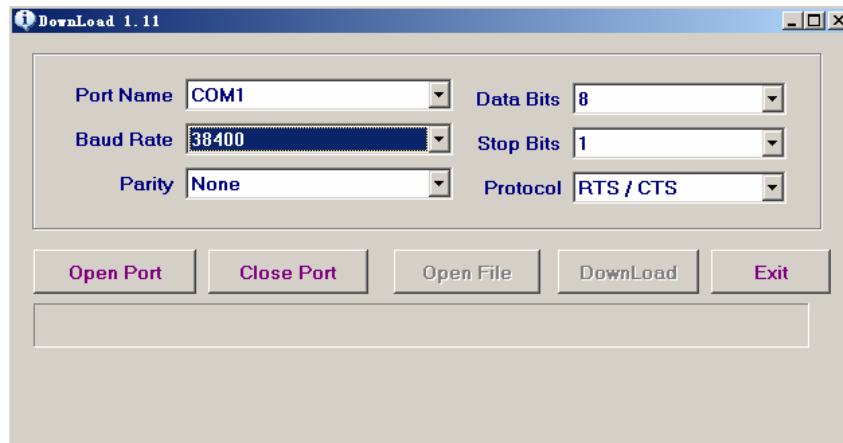 DownLoad 1.11
Port Name COM1 Data Bits 8
Baud Rate 38400 Stop Bits 1
Parity None Protocol RTS / CTS
Open Port Close Port Open File DownLoad Exit